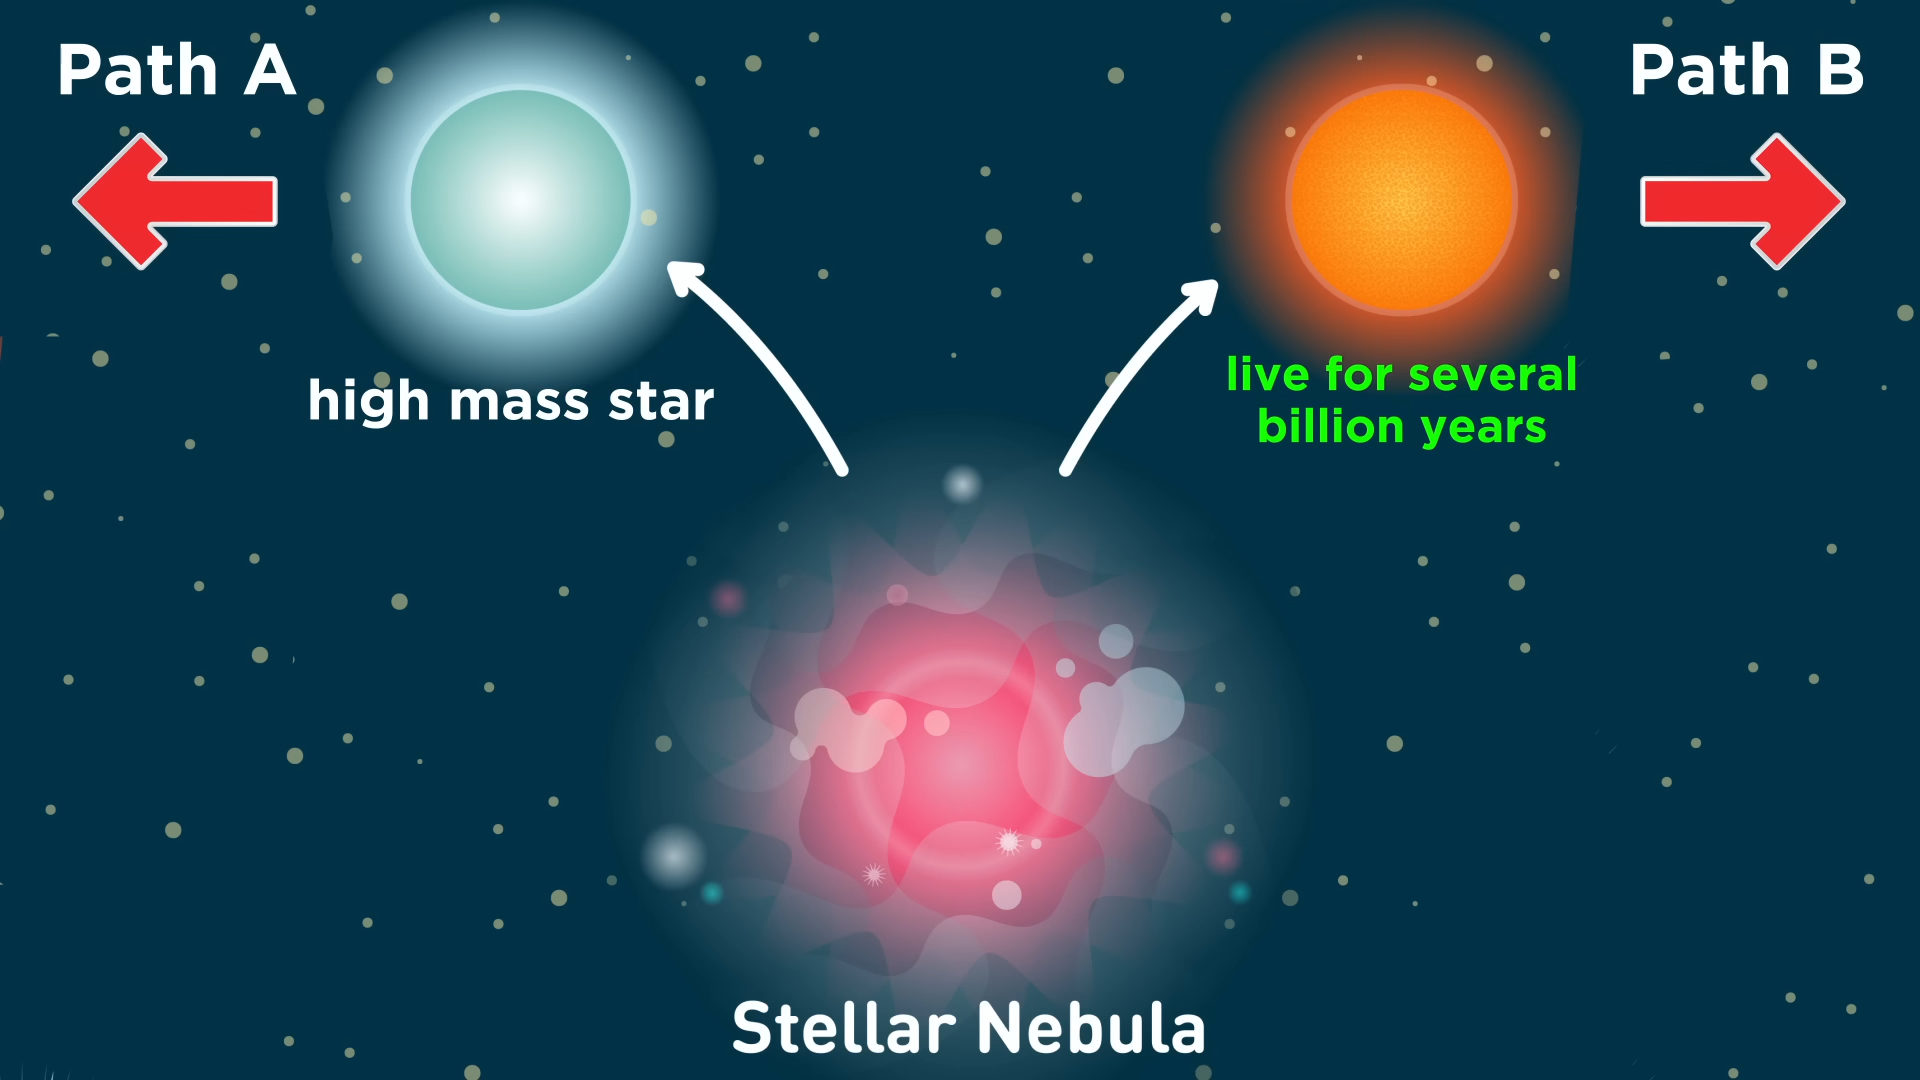 Path A
Path B
high mass star
live for several
billion years
Stellar Nebula